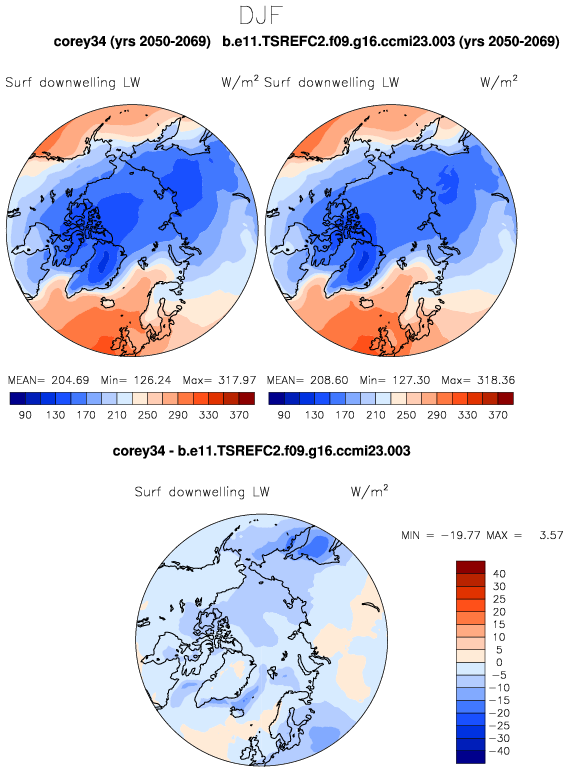 DJF
corey34 (yrs 2050-2069) b.e11.TSREFC2.f09.g16.ccmi23.003 (yrs 2050-2069)
Surf downwelling LW W/m² Surf downwelling LW W/m²
MEAN= 204.69 Min= 126.24 Max= 317.97 MEAN= 208.60 Min= 127.30 Max= 318.36
90 130 170 210 250 290 330 370 90 130 170 210 250 290 330 370
corey34 - b.e11.TSREFC2.f09.g16.ccmi23.003
Surf downwelling LW W/m²
MIN = −19.77 MAX = 3.57
40
30
25
20
15
10
5
0
−5
−10
−15
−20
−25
−30
−40